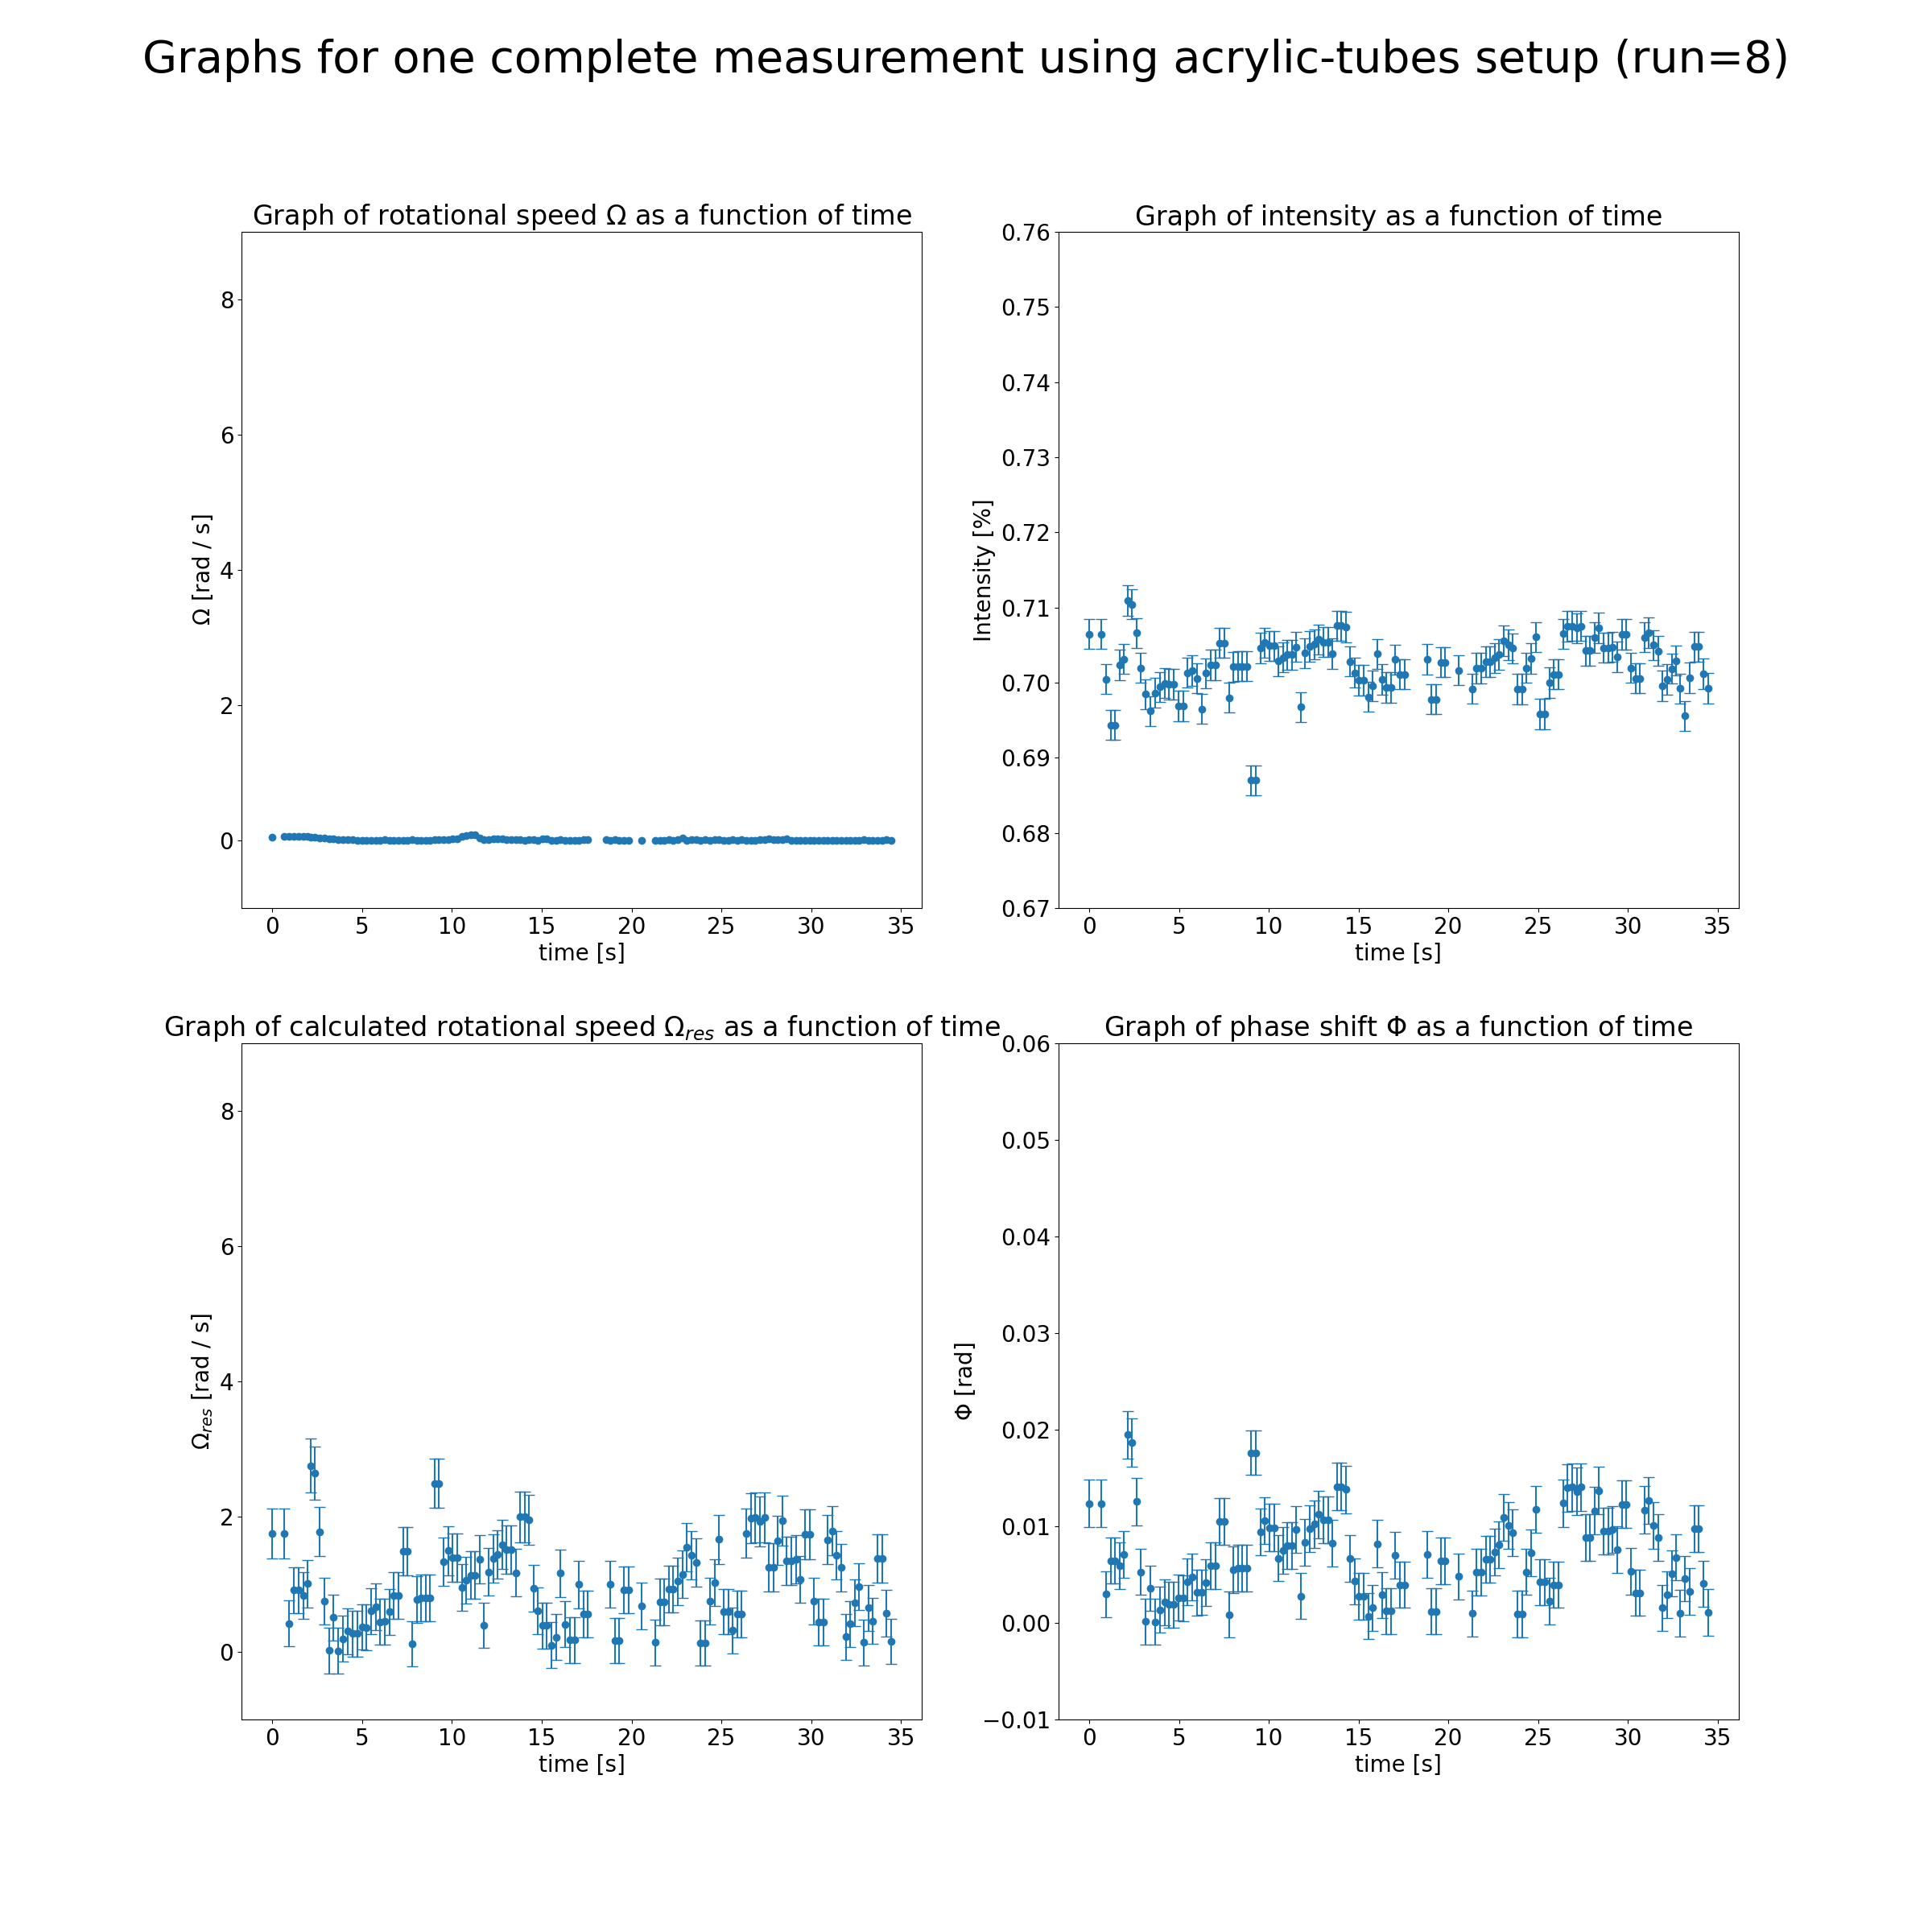 Graphs for one complete measurement using acrylic-tubes setup (run=8)
Graph of rotational speed Ω as a function of time
8
6
4
2
0
Ω [rad / s]
0 5 10 15 20 25 30 35
time [s]
Graph of intensity as a function of time
0.76
0.75
0.74
0.73
0.72
0.71
0.70
0.69
0.68
0.67
Intensity [%]
0 5 10 15 20 25 30 35
time [s]
Graph of calculated rotational speed Ωres as a function of time
8
6
4
2
0
Ωres [rad / s]
0 5 10 15 20 25 30 35
time [s]
Graph of phase shift Φ as a function of time
0.06
0.05
0.04
0.03
0.02
0.01
0.00
−0.01
Φ [rad]
0 5 10 15 20 25 30 35
time [s]